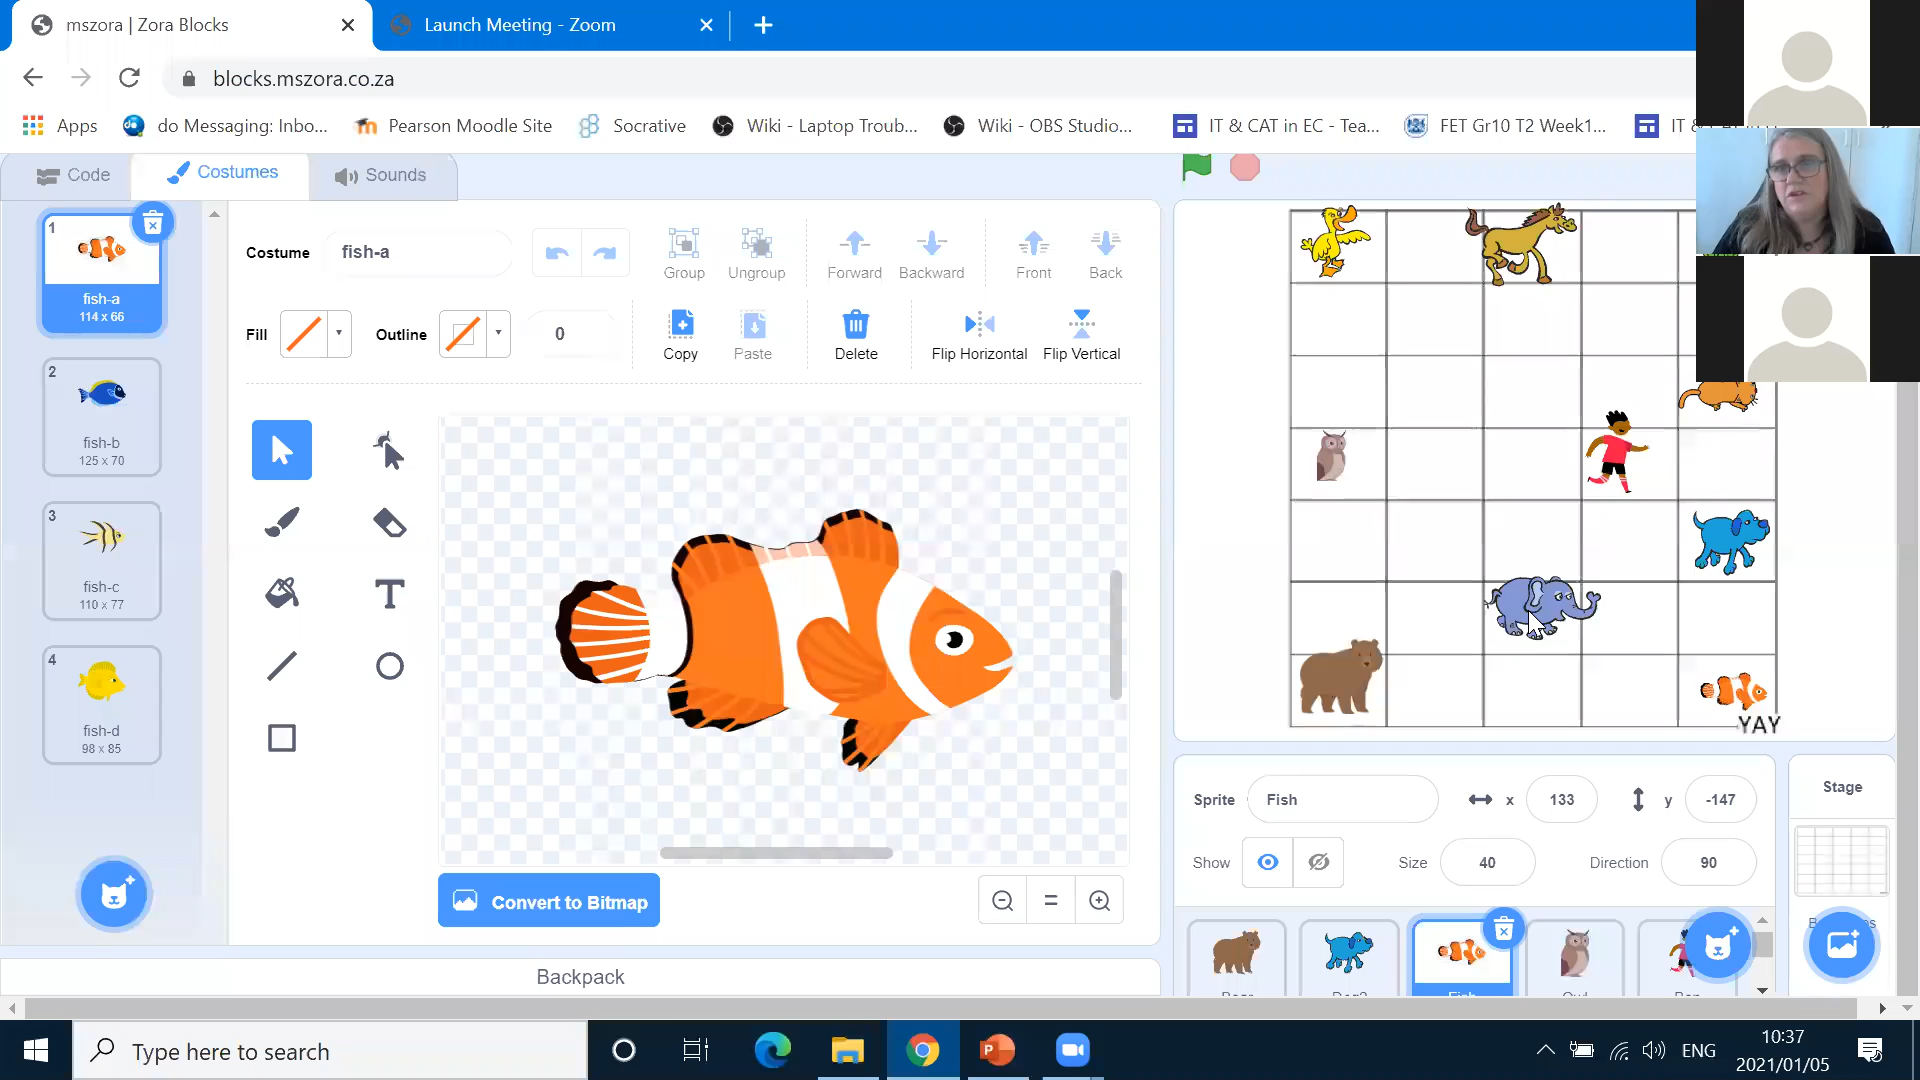 mszora | Zora Blocks
Launch Meeting - Zoom
blocks.mszora.co.za
Apps
do Messaging: Inbo...
Pearson Moodle Site
Socrative
Wiki - Laptop Troub...
Wiki - OBS Studio...
IT & CAT in EC - Tea...
FET Gr10 T2 Week1...
IT &
Code
Costumes
Sounds
1
fish-a
114 x 66
2
fish-b
125 x 70
3
fish-c
110 x 77
4
fish-d
98 x 85
Costume
fish-a
Group
Ungroup
Forward
Backward
Front
Back
Fill
Outline
0
Copy
Paste
Delete
Flip Horizontal
Flip Vertical
Convert to Bitmap
Backpack
YAY
Sprite
Fish
x
133
y
-147
Show
Size
40
Direction
90
Stage
Fish
Owl
Type here to search
ENG
10:37
2021/01/05